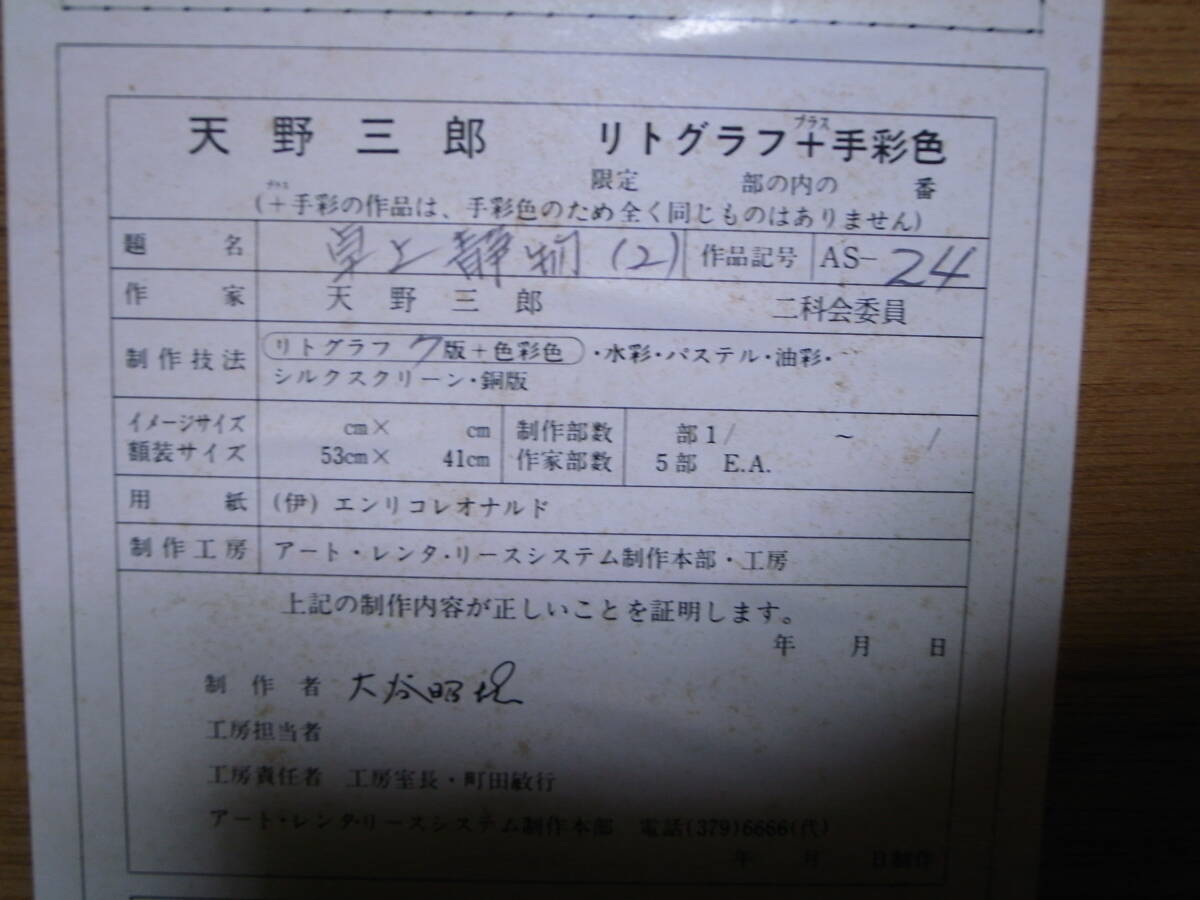 天野三郎 リトグラフ+手彩色
プラス
限定 部の内の 番
プラス
(+手彩の作品は、手彩色のため全く同じものはありません)
題名 卓上静物(2) 作品記号 AS-24
作家 天野三郎 二科会委員
制作技法 リトグラフ 版+色彩色・水彩・パステル・油彩・
シルクスクリーン・銅版
イメージサイズ cm× cm 制作部数 部1/ ~ /
額装サイズ 53cm× 41cm 作家部数 5部 E.A.
用紙 (伊) エンリコレオナルド
制作工房 アート・レンタ・リースシステム制作本部・工房
上記の制作内容が正しいことを証明します。
年 月 日
制作者 大谷昭
工房担当者
工房責任者 工房室長・町田敏行
アート・レンタ・リースシステム制作本部 電話(379)6666(代)
年 月 日制作